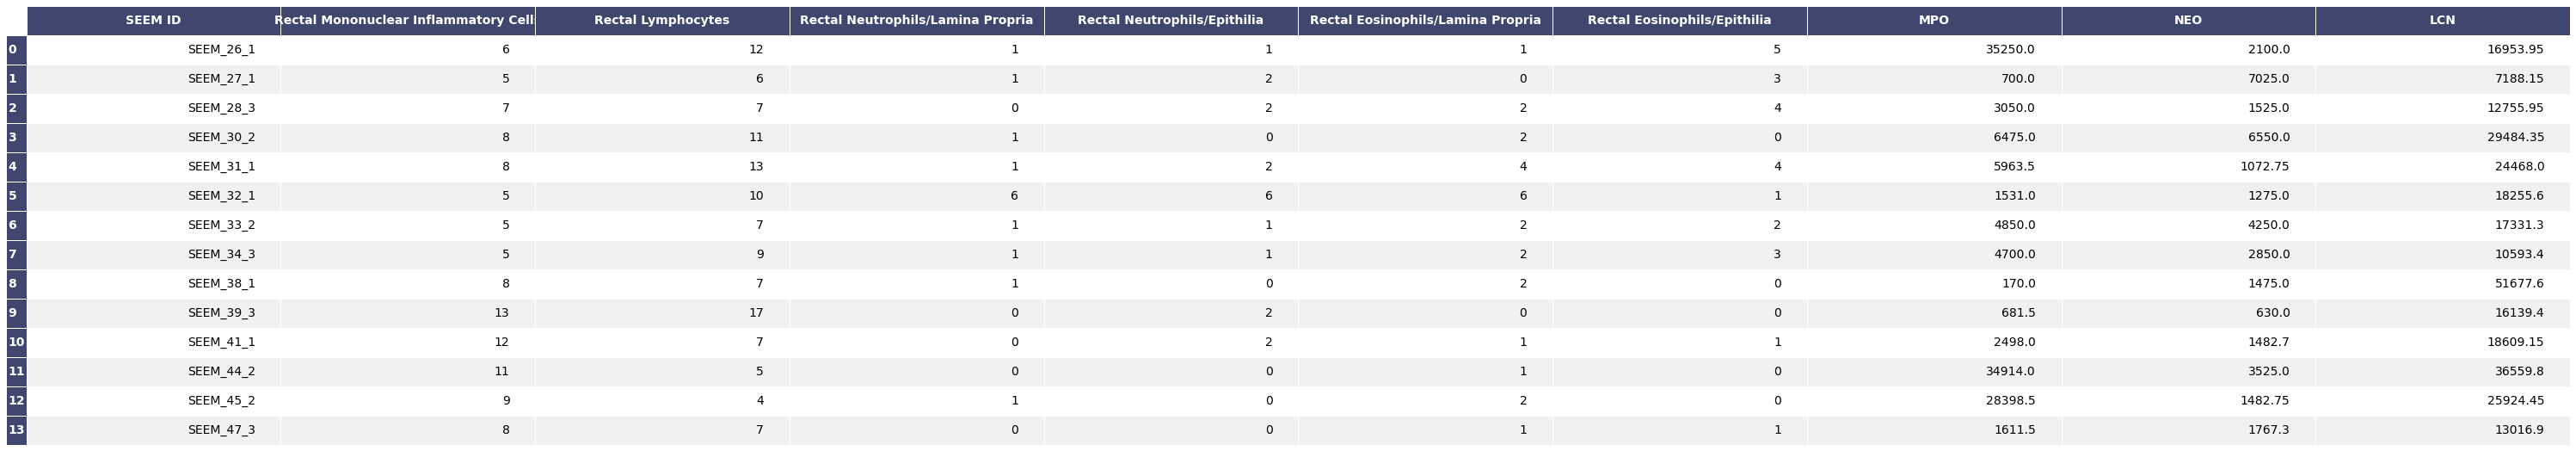 SEEM ID Rectal Mononuclear Inflammatory Cells Rectal Lymphocytes Rectal Neutrophils/Lamina Propria Rectal Neutrophils/Epithilia Rectal Eosinophils/Lamina Propria Rectal Eosinophils/Epithilia MPO NEO LCN
0 SEEM_26_1 6 12 1 1 1 5 35250.0 2100.0 16953.95
1 SEEM_27_1 5 6 1 2 0 3 700.0 7025.0 7188.15
2 SEEM_28_3 7 7 0 2 2 4 3050.0 1525.0 12755.95
3 SEEM_30_2 8 11 1 0 2 0 6475.0 6550.0 29484.35
4 SEEM_31_1 8 13 1 2 4 4 5963.5 1072.75 24468.0
5 SEEM_32_1 5 10 6 6 6 1 1531.0 1275.0 18255.6
6 SEEM_33_2 5 7 1 1 2 2 4850.0 4250.0 17331.3
7 SEEM_34_3 5 9 1 1 2 3 4700.0 2850.0 10593.4
8 SEEM_38_1 8 7 1 0 2 0 170.0 1475.0 51677.6
9 SEEM_39_3 13 17 0 2 0 0 681.5 630.0 16139.4
10 SEEM_41_1 12 7 0 2 1 1 2498.0 1482.7 18609.15
11 SEEM_44_2 11 5 0 0 1 0 34914.0 3525.0 36559.8
12 SEEM_45_2 9 4 1 0 2 0 28398.5 1482.75 25924.45
13 SEEM_47_3 8 7 0 0 1 1 1611.5 1767.3 13016.9